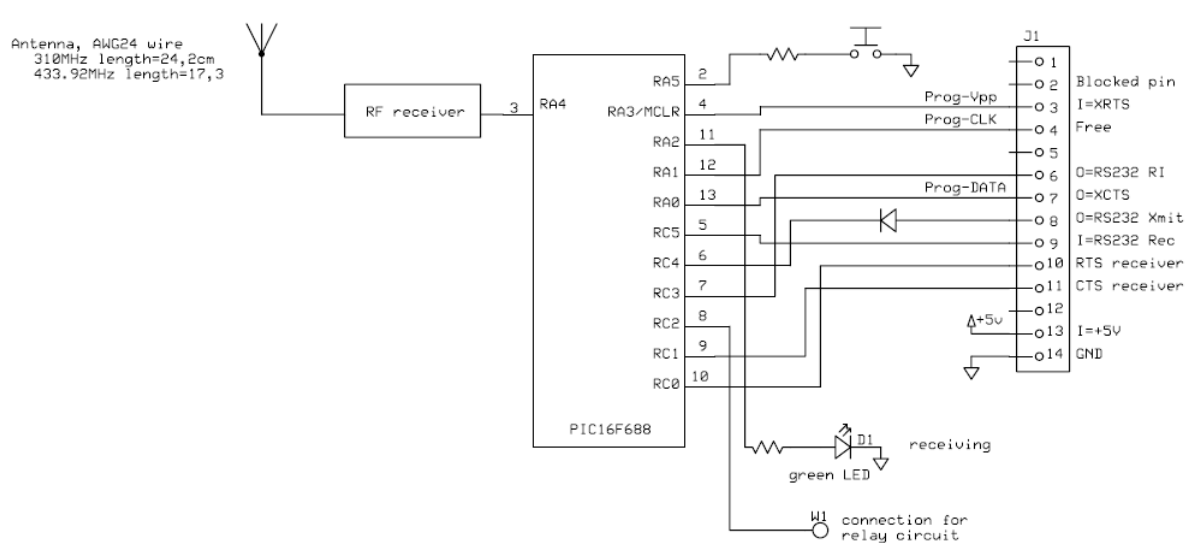 Antenna, AWG24 wire
310MHz length=24,2cm
433.92MHz length=17,3
RF receiver
3
RA4
RA5
2
RA3/MCLR
4
RA2
11
RA1
12
RA0
13
RC5
5
RC4
6
RC3
7
RC2
8
RC1
9
RC0
10
PIC16F688
Prog-Vpp
Prog-CLK
Prog-DATA
J1
1
2 Blocked pin
3 I=XRTS
4 Free
5
6 O=RS232 RI
7 O=XCTS
8 O=RS232 Xmit
9 I=RS232 Rec
10 RTS receiver
11 CTS receiver
12
+5v
13 I=+5V
14 GND
D1
receiving
green LED
W1
connection for
relay circuit